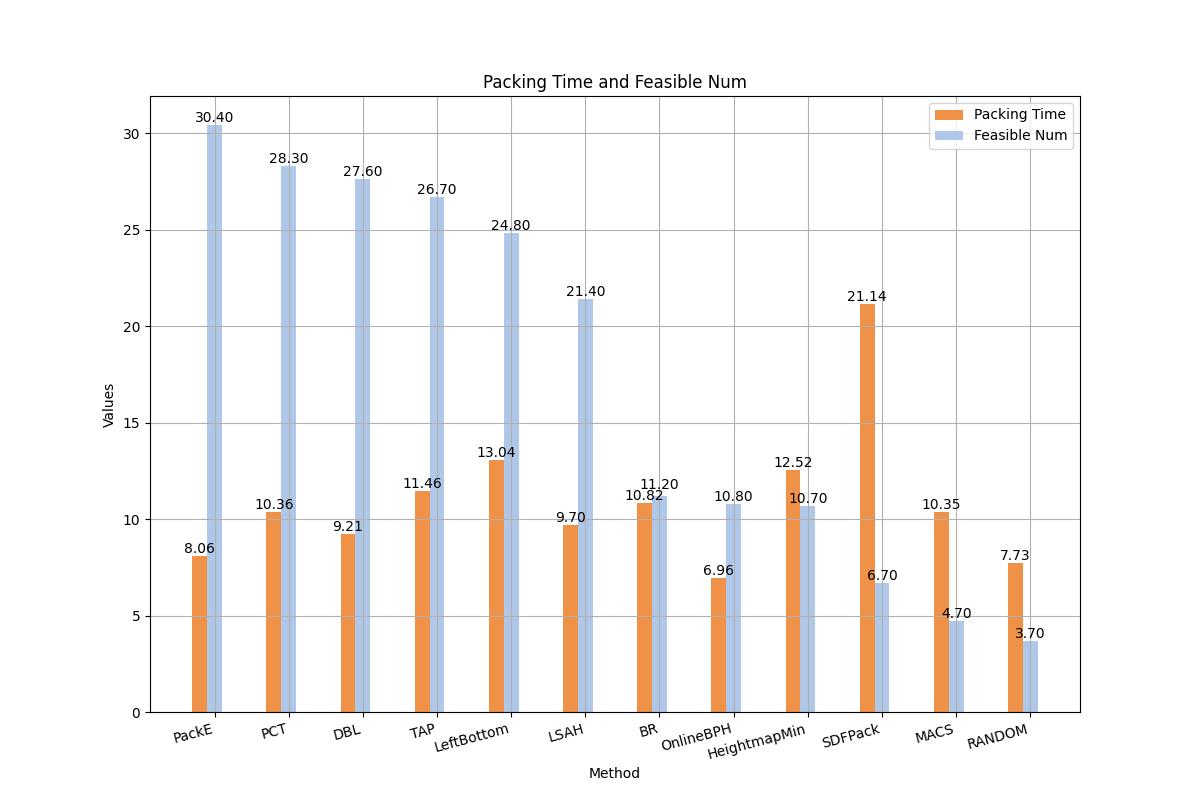 Packing Time and Feasible Num
Packing Time
Feasible Num
Values
30
25
20
15
10
5
0
8.06
30.40
10.36
28.30
9.21
27.60
11.46
26.70
13.04
24.80
9.70
21.40
10.82
11.20
6.96
10.80
12.52
10.70
21.14
6.70
10.35
4.70
7.73
3.70
PackE
PCT
DBL
TAP
LeftBottom
LSAH
BR
OnlineBPH
HeightmapMin
SDFPack
MACS
RANDOM
Method